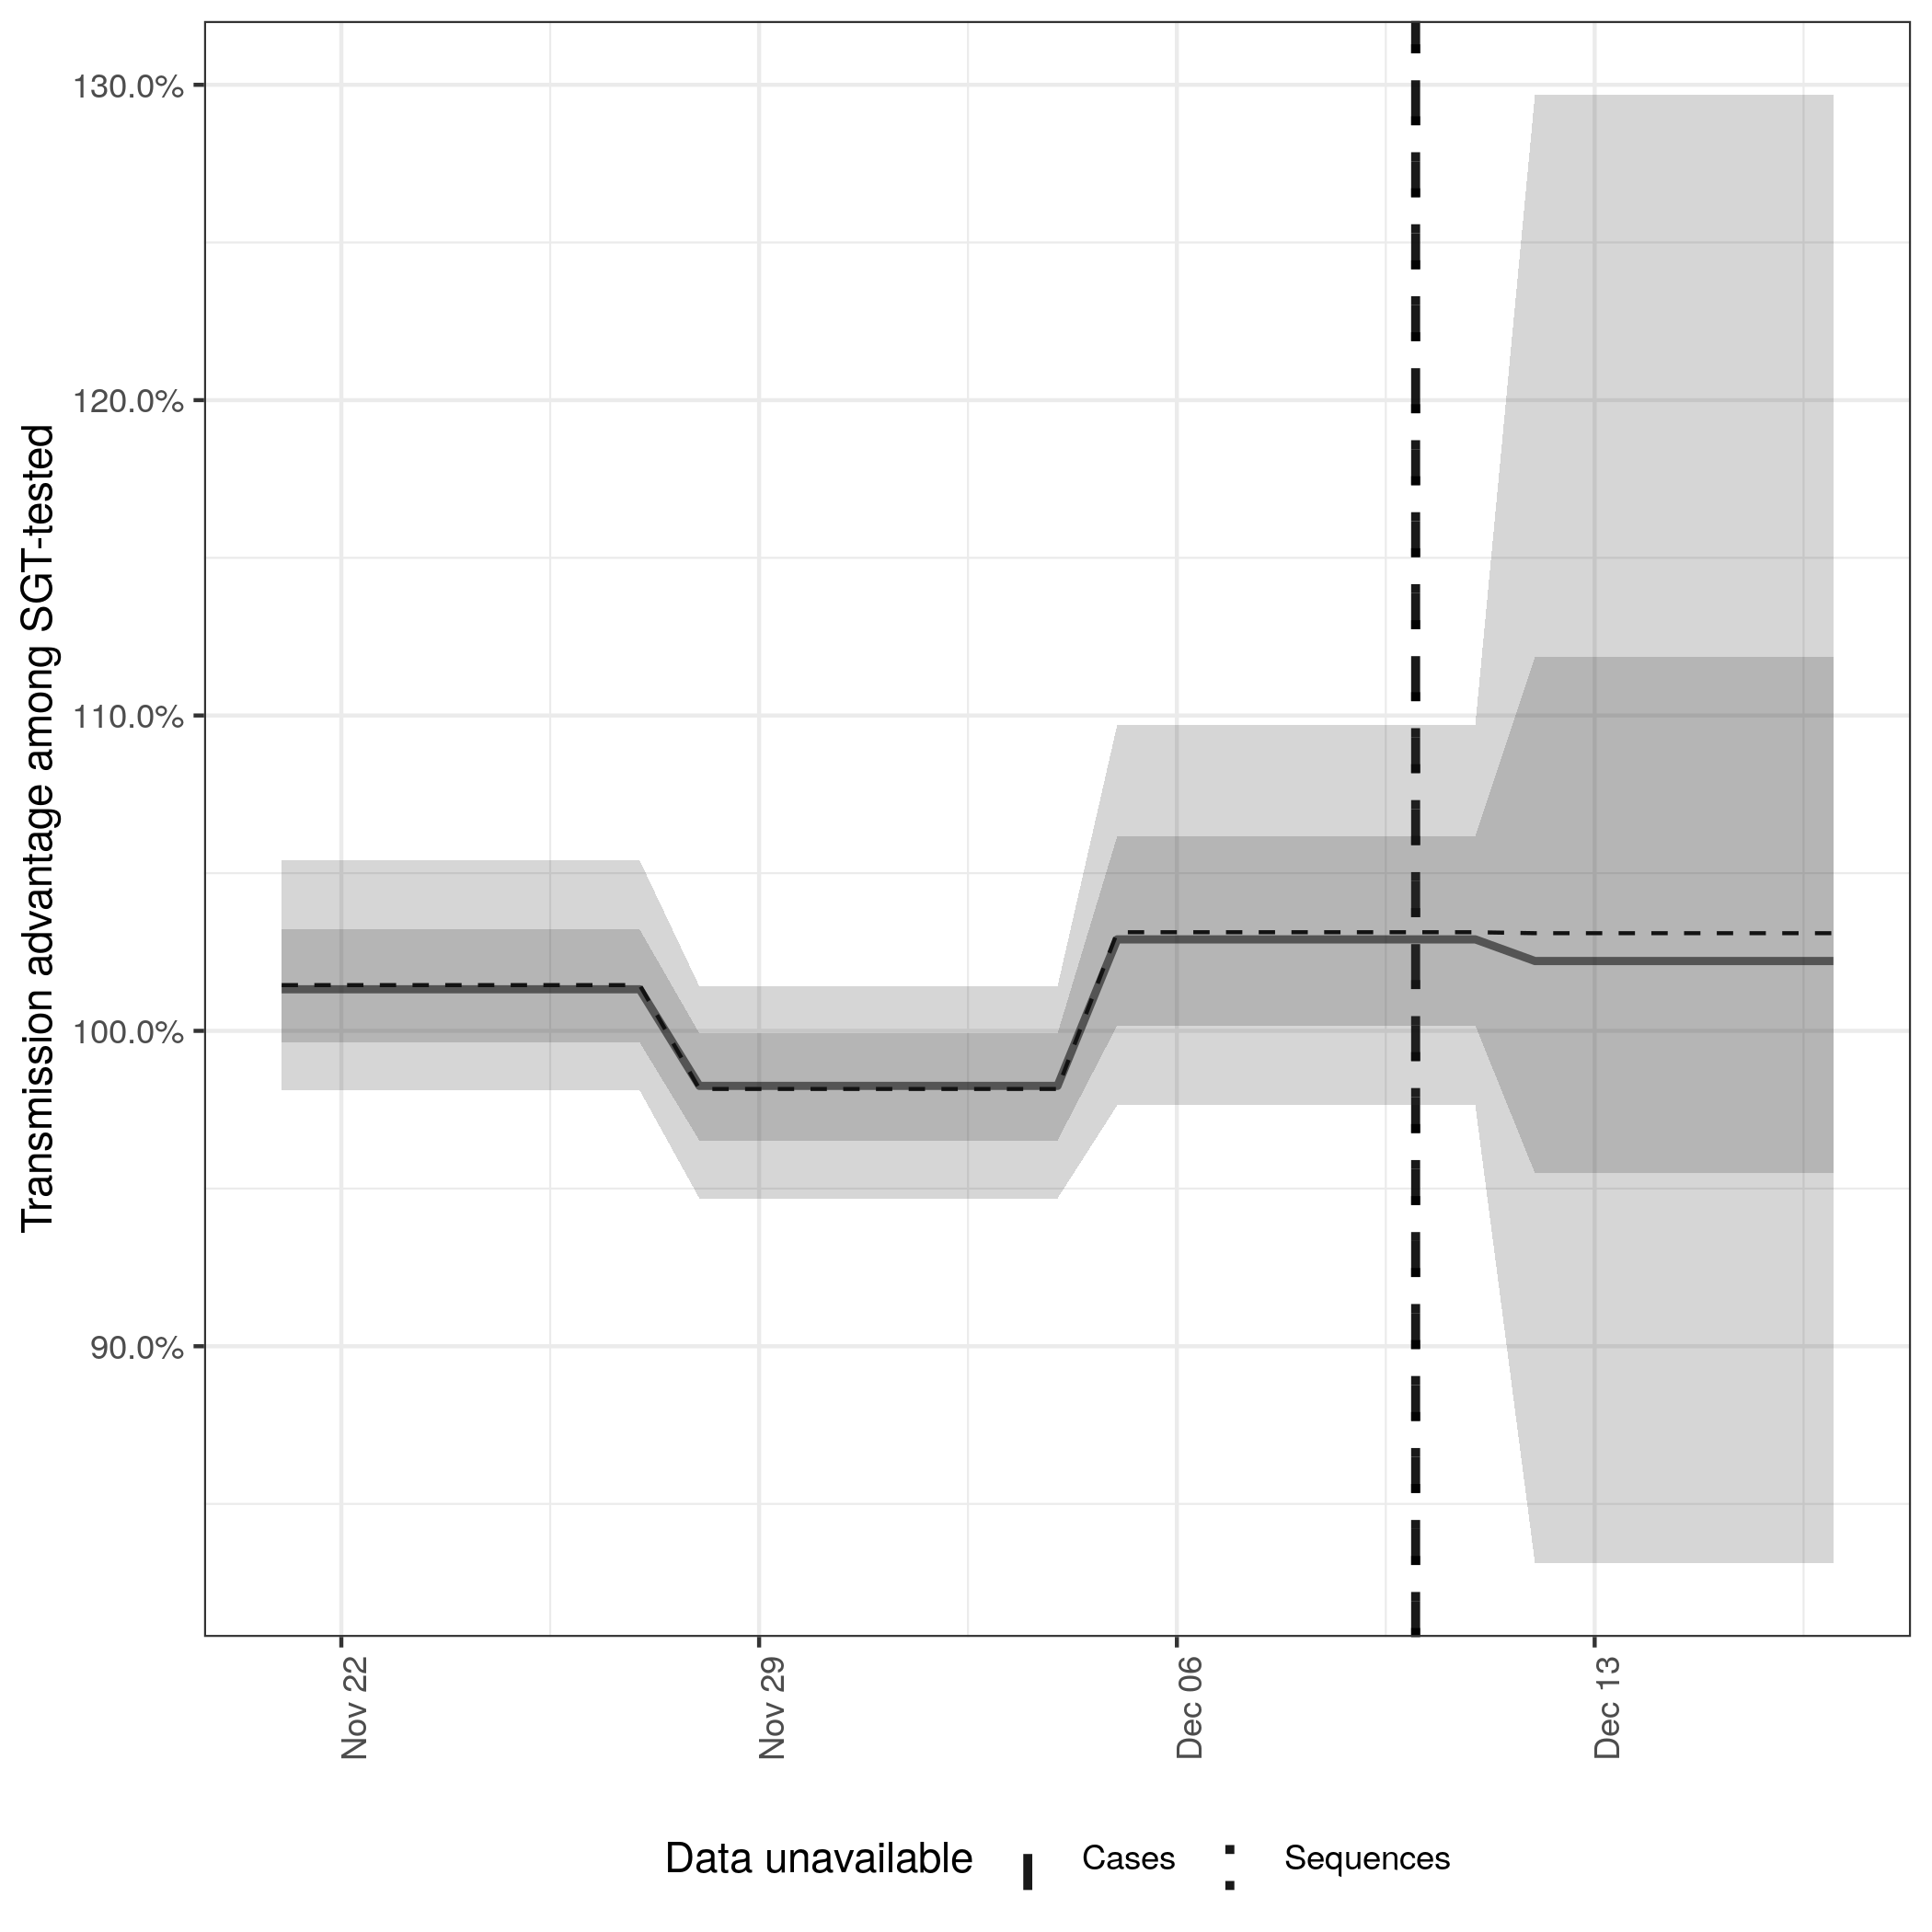 Transmission advantage among SGT-tested
130.0%
120.0%
110.0%
100.0%
90.0%
Nov 22
Nov 29
Dec 06
Dec 13
Data unavailable Cases Sequences